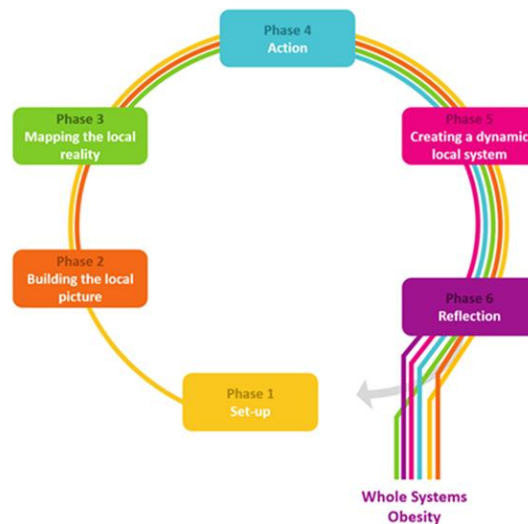 Phase 4
Action
Phase 3
Mapping the local
reality
Phase 5
Creating a dynamic
local system
Phase 2
Building the local
picture
Phase 6
Reflection
Phase 1
Set-up
Whole Systems
Obesity